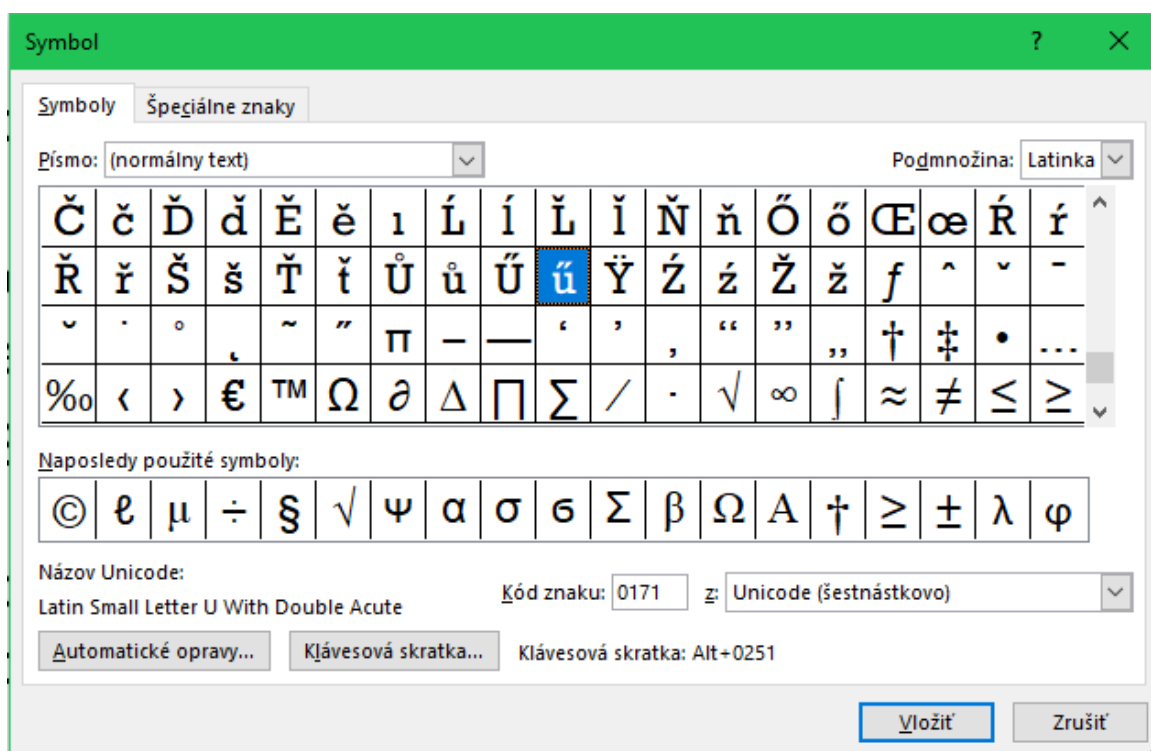 Symbol ?
Symboly Špeciálne znaky
Písmo: (normálny text) Podmnožina: Latinka
Č č Ď ď Ě ě ı Ĺ ĺ Ľ ľ Ň ň Ő ő Œ œ Ŕ ŕ
Ř ř Š š Ť ť Ů ů Ű ű Ÿ Ź ź Ž ž ƒ ˆ ˇ ˉ
˘ ˙ ˚ ˛ ˜ ˝ π – — ‘ ’ ‚ “ ” „ † ‡ • …
‰ ‹ › € ™ Ω ∂ ∆ ∏ ∑ ∕ ∙ √ ∞ ∫ ≈ ≠ ≤ ≥
Naposledy použité symboly:
© ℓ µ ÷ § √ Ψ α σ ϭ Σ β Ω Α † ≥ ± λ φ
Názov Unicode:
Latin Small Letter U With Double Acute Kód znaku: 0171 z: Unicode (šestnástkovo)
Automatické opravy... Klávesová skratka... Klávesová skratka: Alt+0251
Vložiť Zrušiť